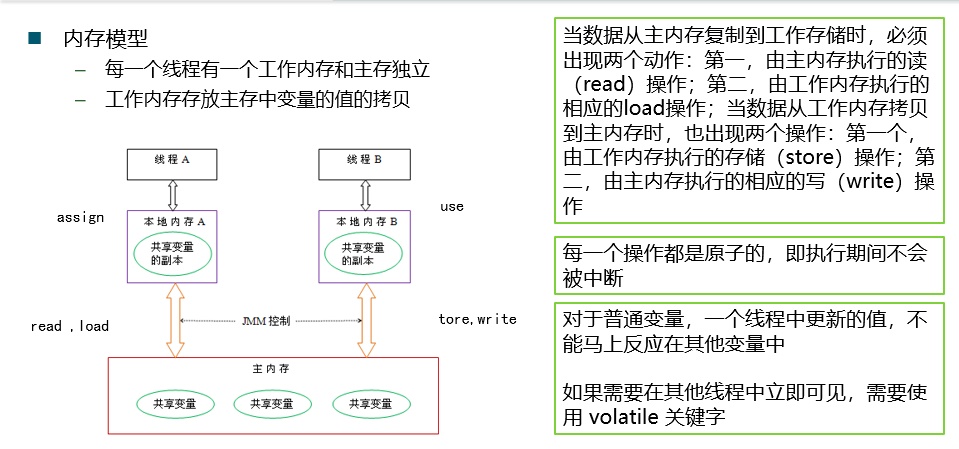 内存模型
– 每一个线程有一个工作内存和主存独立
– 工作内存存放主存中变量的值的拷贝
线程A
线程B
assign
use
本地内存A
本地内存B
共享变量
的副本
共享变量
的副本
read ,load
JMM控制
tore,write
主内存
共享变量
共享变量
共享变量
当数据从主内存复制到工作存储时，必须
出现两个动作：第一，由主内存执行的读
（read）操作；第二，由工作内存执行的
相应的load操作；当数据从工作内存拷贝
到主内存时，也出现两个操作：第一个，
由工作内存执行的存储（store）操作；第
二，由主内存执行的相应的写（write）操
作
每一个操作都是原子的，即执行期间不会
被中断
对于普通变量，一个线程中更新的值，不
能马上反应在其他变量中
如果需要在其他线程中立即可见，需要使
用 volatile 关键字